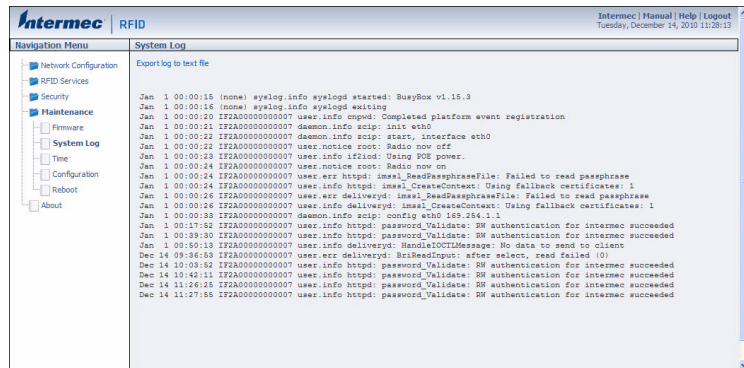 Intermec | RFID
Intermec | Manual | Help | Logout
Tuesday, December 14, 2010 11:28:13
Navigation Menu
Network Configuration
RFID Services
Security
Maintenance
Firmware
System Log
Time
Configuration
Reboot
About
System Log
Export log to text file
Jan 1 00:00:15 (none) syslog.info syslogd started: BusyBox v1.15.3
Jan 1 00:00:16 (none) syslog.info syslogd exiting
Jan 1 00:00:20 IF2A00000000007 user.info cnpwd: Completed platform event registration
Jan 1 00:00:21 IF2A00000000007 daemon.info zcip: init eth0
Jan 1 00:00:22 IF2A00000000007 daemon.info zcip: start, interface eth0
Jan 1 00:00:22 IF2A00000000007 user.notice root: Radio now off
Jan 1 00:00:23 IF2A00000000007 user.info if2iod: Using POE power.
Jan 1 00:00:24 IF2A00000000007 user.notice root: Radio now on
Jan 1 00:00:24 IF2A00000000007 user.err httpd: imssl_ReadPassphraseFile: Failed to read passphrase
Jan 1 00:00:24 IF2A00000000007 user.info httpd: imssl_CreateContext: Using fallback certificates: 1
Jan 1 00:00:26 IF2A00000000007 user.err deliveryd: imssl_ReadPassphraseFile: Failed to read passphrase
Jan 1 00:00:26 IF2A00000000007 user.info deliveryd: imssl_CreateContext: Using fallback certificates: 1
Jan 1 00:00:33 IF2A00000000007 daemon.info zcip: config eth0 169.254.1.1
Jan 1 00:17:52 IF2A00000000007 user.info httpd: password_Validate: RW authentication for intermec succeeded
Jan 1 00:39:30 IF2A00000000007 user.info httpd: password_Validate: RW authentication for intermec succeeded
Jan 1 00:50:13 IF2A00000000007 user.info deliveryd: HandleIOCTLMessage: No data to send to client
Dec 14 09:36:53 IF2A00000000007 user.err deliveryd: BriReadInput: after select, read failed (0)
Dec 14 10:03:52 IF2A00000000007 user.info httpd: password_Validate: RW authentication for intermec succeeded
Dec 14 10:42:11 IF2A00000000007 user.info httpd: password_Validate: RW authentication for intermec succeeded
Dec 14 11:26:25 IF2A00000000007 user.info httpd: password_Validate: RW authentication for intermec succeeded
Dec 14 11:27:55 IF2A00000000007 user.info httpd: password_Validate: RW authentication for intermec succeeded